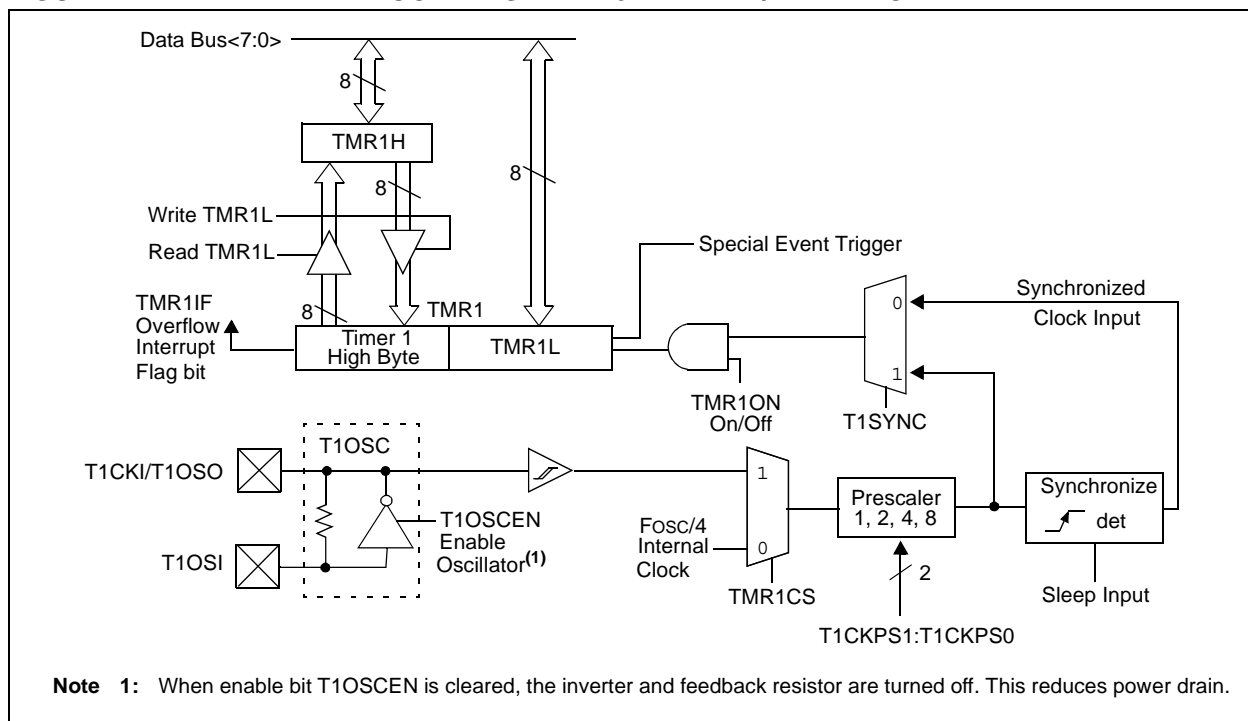 Data Bus<7:0>
8
TMR1H
8
8
Write TMR1L
Read TMR1L
Special Event Trigger
TMR1IF
Overflow
Interrupt
Flag bit
8
TMR1
Timer 1
High Byte
TMR1L
0
1
Synchronized
Clock Input
TMR1ON
On/Off
T1SYNC
T1OSC
T1CKI/T1OSO
T1OSI
T1OSCEN
Enable
Oscillator(1)
FOSC/4
Internal
Clock
1
0
TMR1CS
Prescaler
1, 2, 4, 8
2
T1CKPS1:T1CKPS0
Synchronize
det
Sleep Input
Note 1: When enable bit T1OSCEN is cleared, the inverter and feedback resistor are turned off. This reduces power drain.